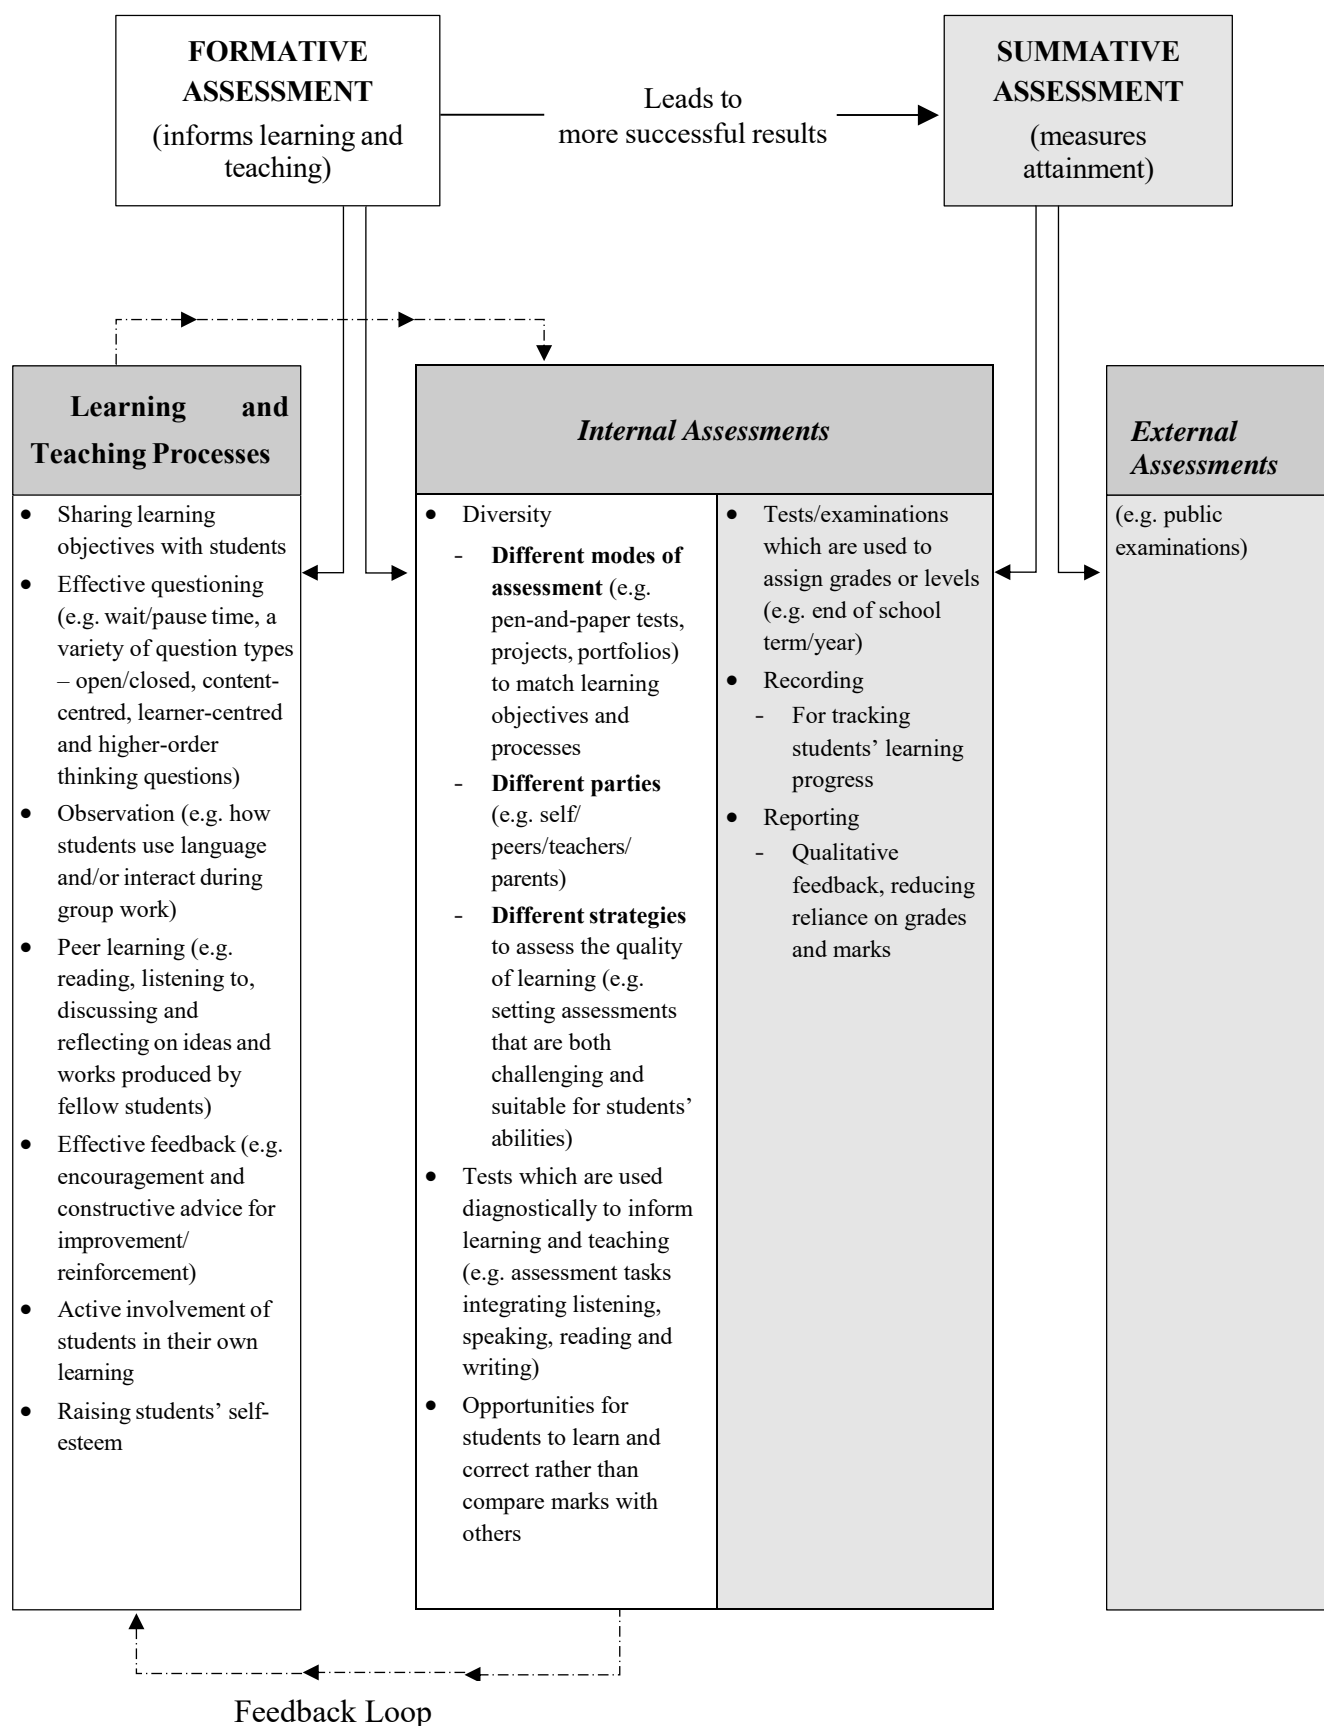 FORMATIVE
ASSESSMENT
(informs learning and
teaching)
Leads to
more successful results
SUMMATIVE
ASSESSMENT
(measures
attainment)
Learning and
Teaching Processes
• Sharing learning
objectives with students
• Effective questioning
(e.g. wait/pause time, a
variety of question types
– open/closed, content-
centred, learner-centred
and higher-order
thinking questions)
• Observation (e.g. how
students use language
and/or interact during
group work)
• Peer learning (e.g.
reading, listening to,
discussing and
reflecting on ideas and
works produced by
fellow students)
• Effective feedback (e.g.
encouragement and
constructive advice for
improvement/
reinforcement)
• Active involvement of
students in their own
learning
• Raising students’ self-
esteem
Internal Assessments
• Diversity
- Different modes of
assessment (e.g.
pen-and-paper tests,
projects, portfolios)
to match learning
objectives and
processes
- Different parties
(e.g. self/
peers/teachers/
parents)
- Different strategies
to assess the quality
of learning (e.g.
setting assessments
that are both
challenging and
suitable for students’
abilities)
• Tests which are used
diagnostically to inform
learning and teaching
(e.g. assessment tasks
integrating listening,
speaking, reading and
writing)
• Opportunities for
students to learn and
correct rather than
compare marks with
others
• Tests/examinations
which are used to
assign grades or levels
(e.g. end of school
term/year)
• Recording
- For tracking
students’ learning
progress
• Reporting
- Qualitative
feedback, reducing
reliance on grades
and marks
External
Assessments
(e.g. public
examinations)
Feedback Loop